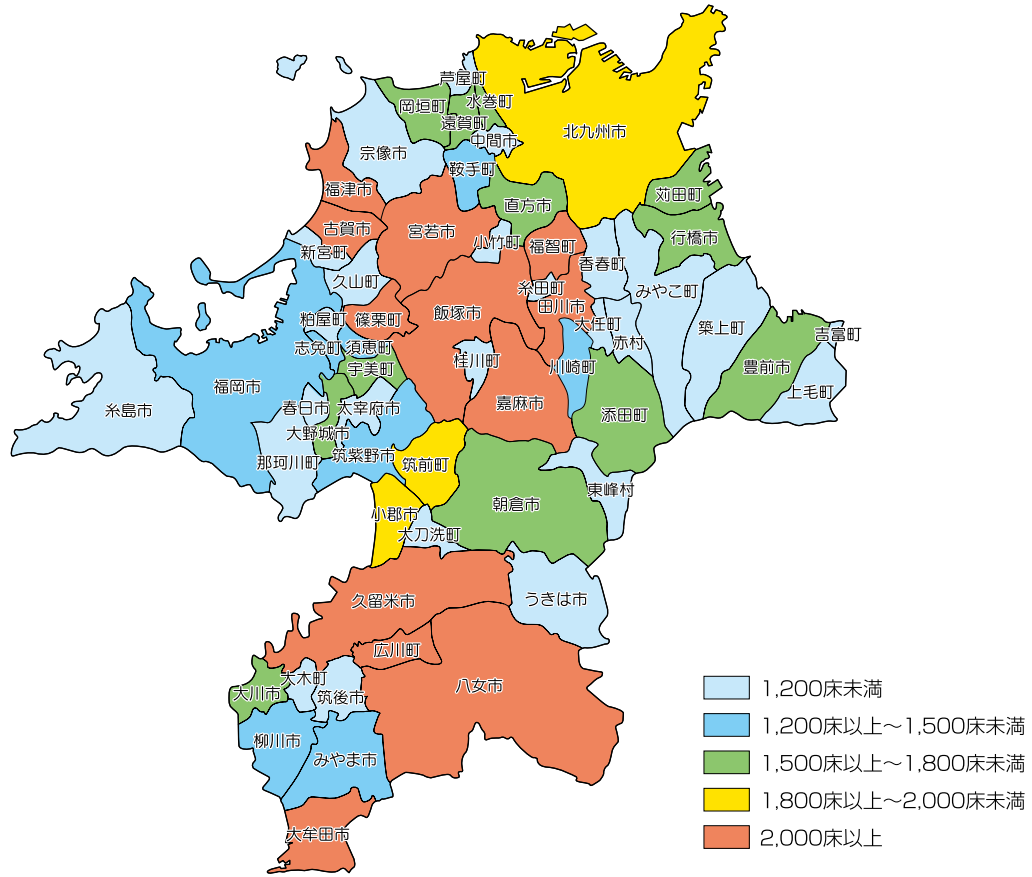 芦屋町
岡垣町
水巻町
遠賀町
北九州市
中間市
宗像市
鞍手町
福津市
苅田町
直方市
古賀市
宮若市
行橋市
小竹町
福智町
新宮町
香春町
久山町
糸田町
みやこ町
飯塚市
田川市
粕屋町
篠栗町
大任町
築上町
吉富町
赤村
志免町
須恵町
桂川町
川崎町
宇美町
豊前市
福岡市
上毛町
糸島市
春日市
太宰府市
嘉麻市
添田町
大野城市
筑紫野市
那珂川町
筑前町
東峰村
朝倉市
小郡市
大刀洗町
久留米市
うきは市
広川町
大木町
八女市
大川市
筑後市
柳川市
みやま市
大牟田市
1,200床未満
1,200床以上～1,500床未満
1,500床以上～1,800床未満
1,800床以上～2,000床未満
2,000床以上